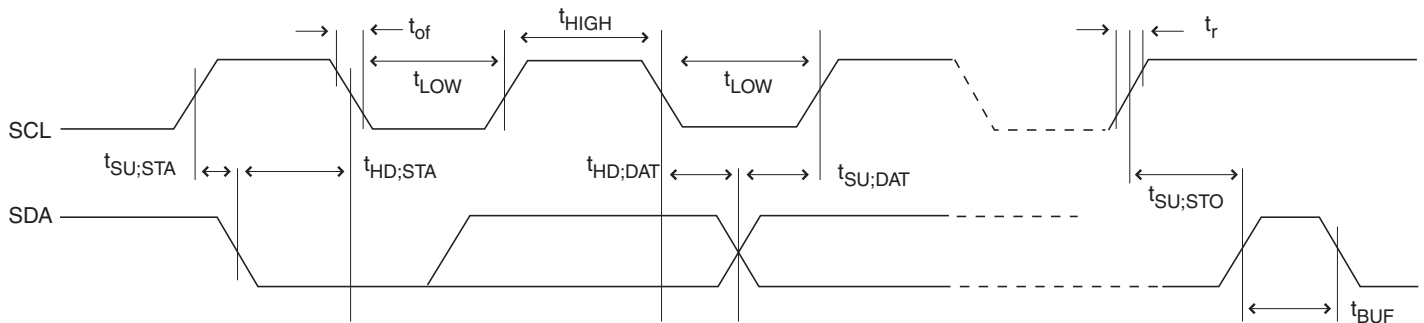 t_of
t_HIGH
t_r
t_LOW
t_LOW
SCL
t_SU;STA
t_HD;STA
t_HD;DAT
t_SU;DAT
t_SU;STO
SDA
t_BUF